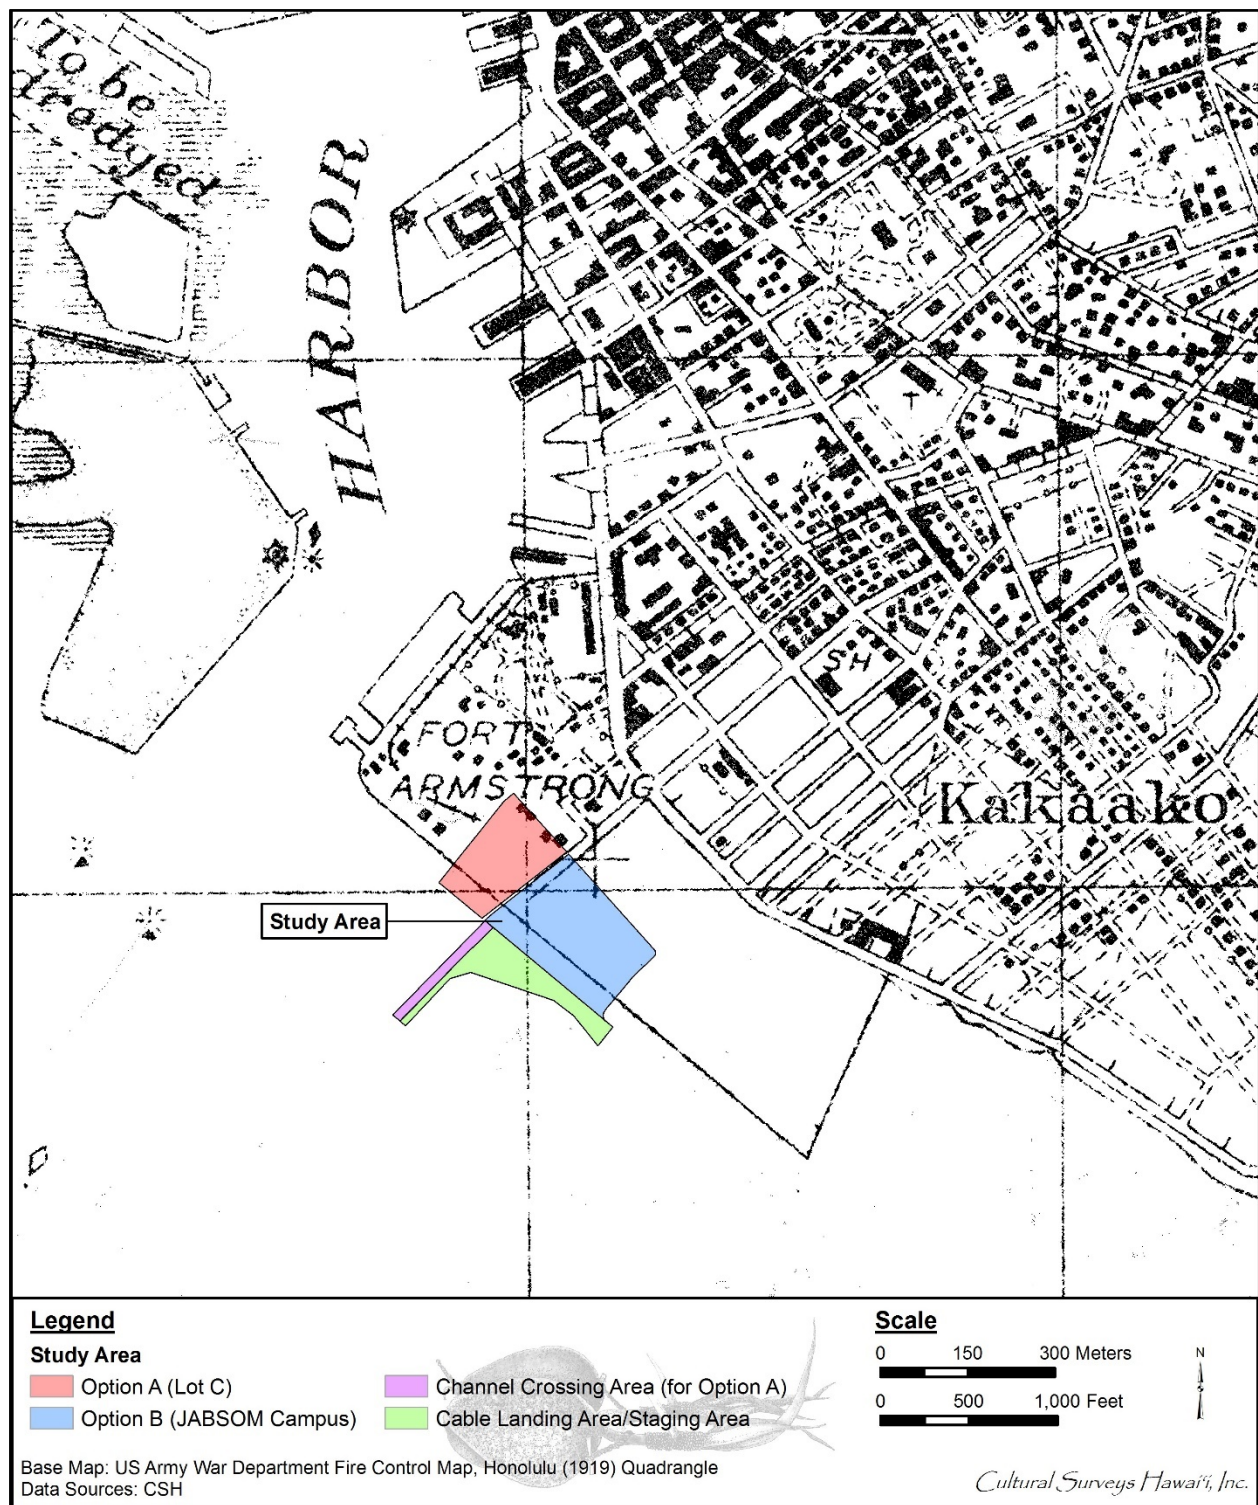 To be
dredged
HARBOR
T
SH
FORT
ARMSTRONG
Kakaako
Study Area
Legend
Study Area
Option A (Lot C)
Option B (JABSOM Campus)
Channel Crossing Area (for Option A)
Cable Landing Area/Staging Area
Scale
0 150 300 Meters
0 500 1,000 Feet
N
Base Map: US Army War Department Fire Control Map, Honolulu (1919) Quadrangle
Data Sources: CSH
Cultural Surveys Hawai‘i, Inc.